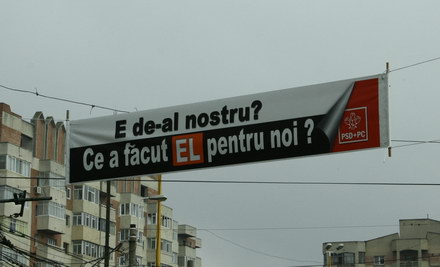 E de-al nostru?
Ce a făcut EL pentru noi ?
PSD+PC